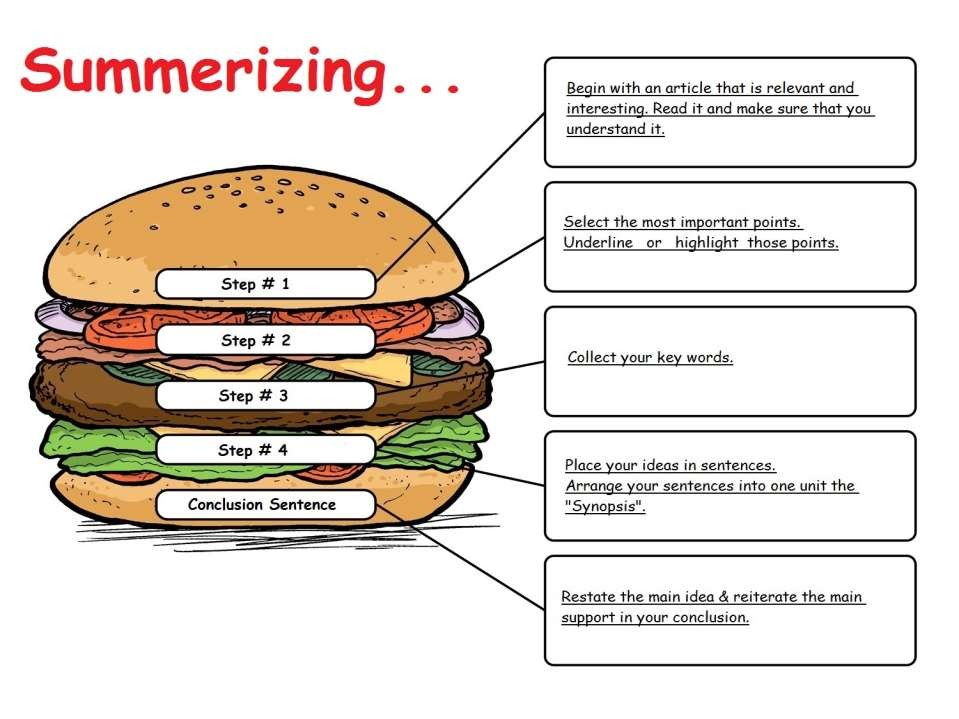 Summerizing...
Begin with an article that is relevant and
interesting. Read it and make sure that you
understand it.
Select the most important points.
Underline or highlight those points.
Step # 1
Step # 2
Collect your key words.
Step # 3
Step # 4
Place your ideas in sentences.
Arrange your sentences into one unit the
"Synopsis".
Conclusion Sentence
Restate the main idea & reiterate the main
support in your conclusion.